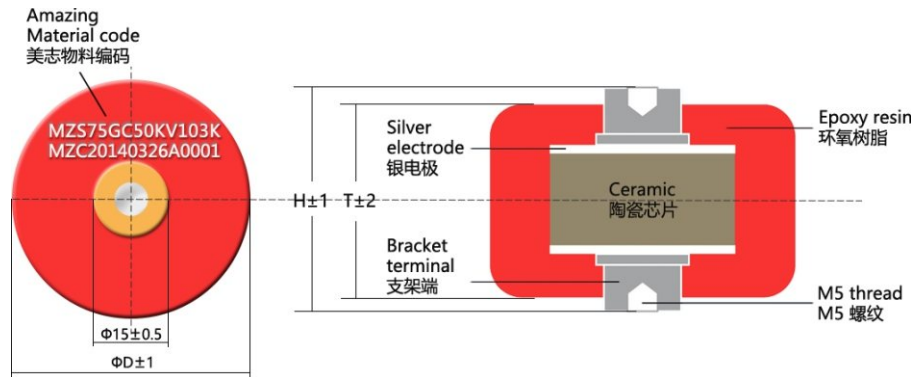 Amazing
Material code
美志物料编码
MZS75GC50KV103K
MZC20140326A0001
Φ15±0.5
ΦD±1
H±1
T±2
Silver
electrode
银电极
Ceramic
陶瓷芯片
Bracket
terminal
支架端
Epoxy resin
环氧树脂
M5 thread
M5 螺纹